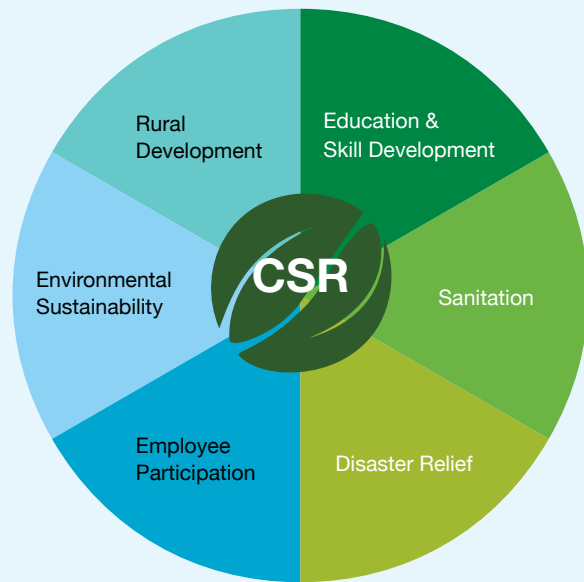 Rural
Development
Education &
Skill Development
Environmental
Sustainability
CSR
Sanitation
Employee
Participation
Disaster Relief